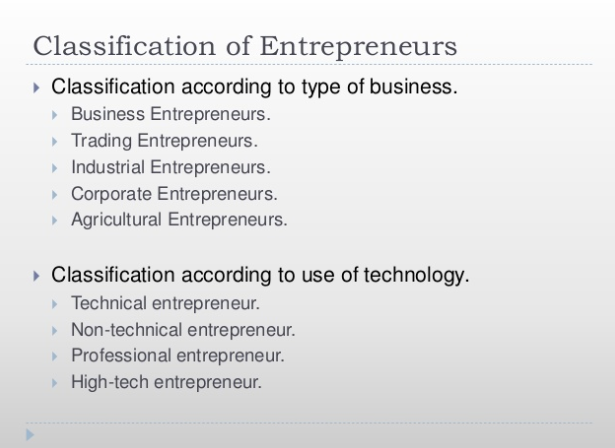 Classification of Entrepreneurs
Classification according to type of business.
Business Entrepreneurs.
Trading Entrepreneurs.
Industrial Entrepreneurs.
Corporate Entrepreneurs.
Agricultural Entrepreneurs.
Classification according to use of technology.
Technical entrepreneur.
Non-technical entrepreneur.
Professional entrepreneur.
High-tech entrepreneur.